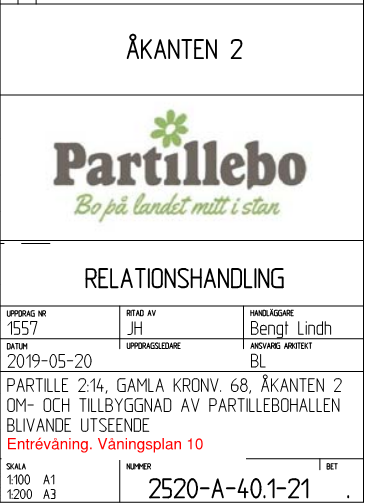 ÅKANTEN 2
Partillebo
Bo på landet mitt i stan
RELATIONSHANDLING
UPPDRAG NR RITAD AV HANDLÄGGARE
1557 JH Bengt Lindh
DATUM UPPDRAGSLEDARE ANSVARIG ARKITEKT
2019-05-20 BL
PARTILLE 2:14, GAMLA KRONV. 68, ÅKANTEN 2
OM- OCH TILLBYGGNAD AV PARTILLEBOHALLEN
BLIVANDE UTSEENDE
Entrévåning. Våningsplan 10
SKALA NUMMER BET
1:100 A1
1:200 A3 2520-A-40.1-21 .